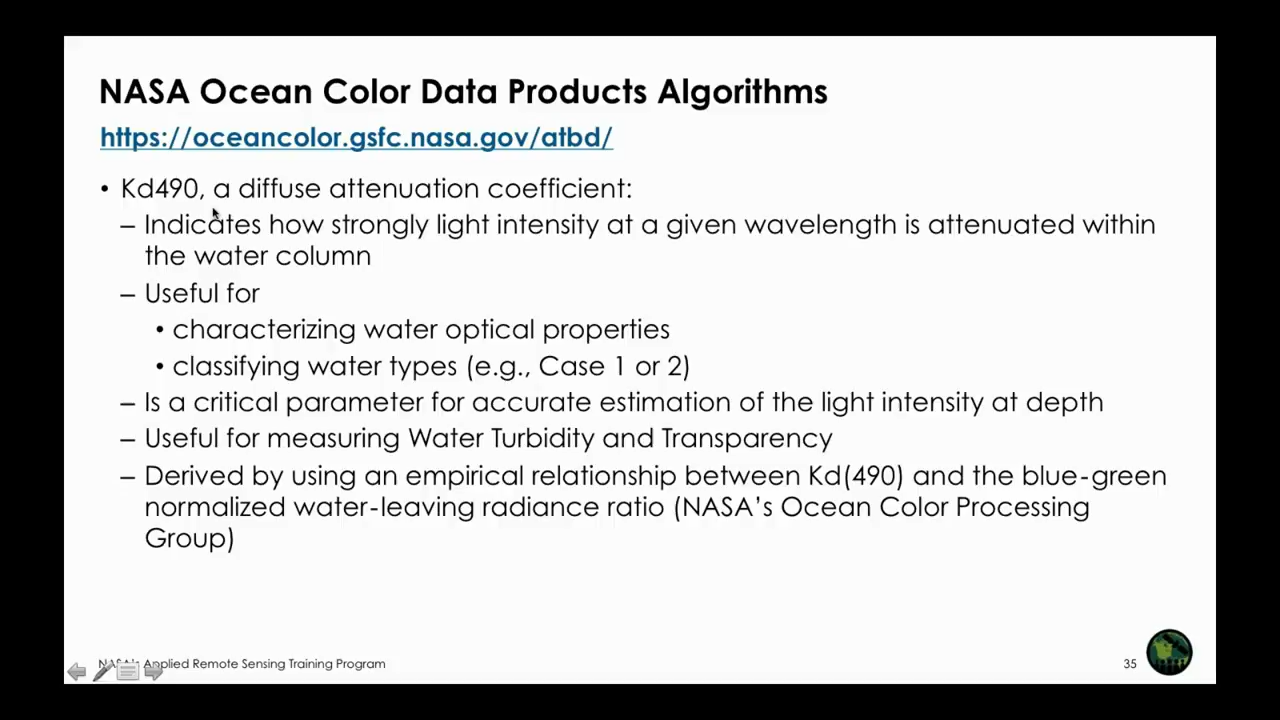 NASA Ocean Color Data Products Algorithms
https://oceancolor.gsfc.nasa.gov/atbd/
• Kd490, a diffuse attenuation coefficient:
– Indicates how strongly light intensity at a given wavelength is attenuated within
the water column
– Useful for
• characterizing water optical properties
• classifying water types (e.g., Case 1 or 2)
– Is a critical parameter for accurate estimation of the light intensity at depth
– Useful for measuring Water Turbidity and Transparency
– Derived by using an empirical relationship between Kd(490) and the blue-green
normalized water-leaving radiance ratio (NASA's Ocean Color Processing
Group)
NASA's Applied Remote Sensing Training Program
35